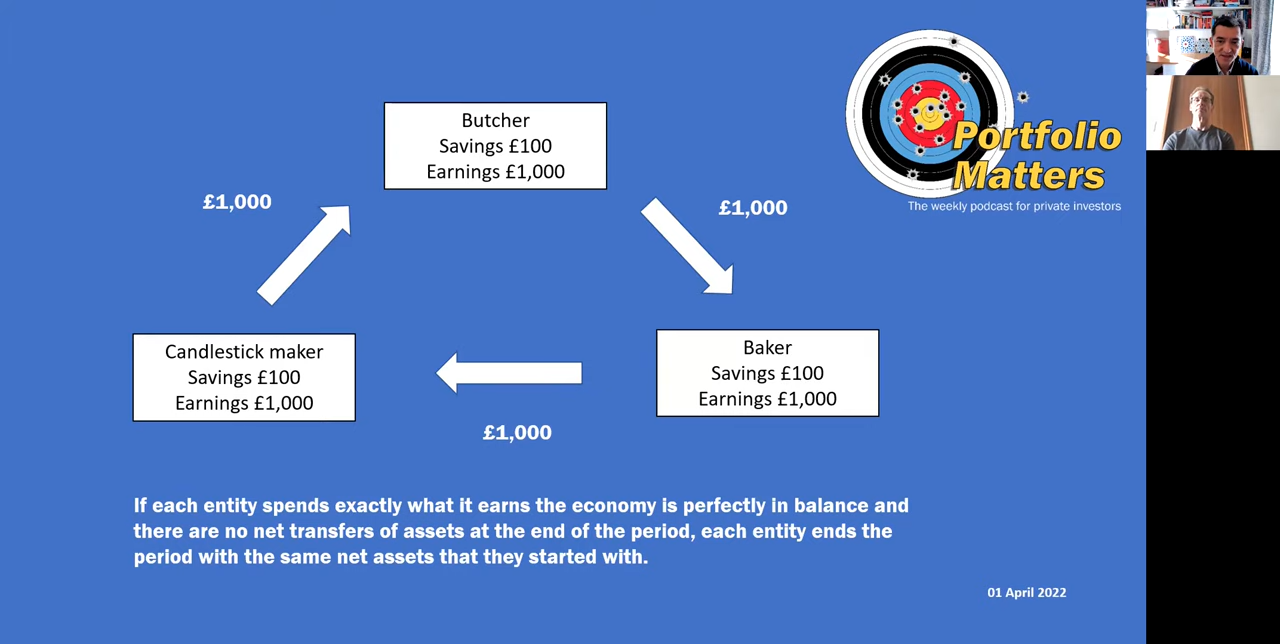 Butcher
Savings £100
Earnings £1,000
Portfolio
Matters
The weekly podcast for private investors
£1,000
£1,000
Candlestick maker
Savings £100
Earnings £1,000
Baker
Savings £100
Earnings £1,000
£1,000
If each entity spends exactly what it earns the economy is perfectly in balance and
there are no net transfers of assets at the end of the period, each entity ends the
period with the same net assets that they started with.
01 April 2022